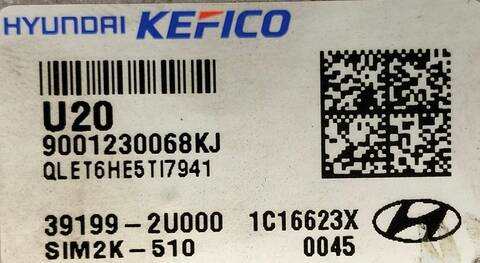 HYUNDAI KEFICO
U20
9001230068KJ
QLET6HE5TI7941
39199-2U000 1C16623X
SIM2K-510 0045